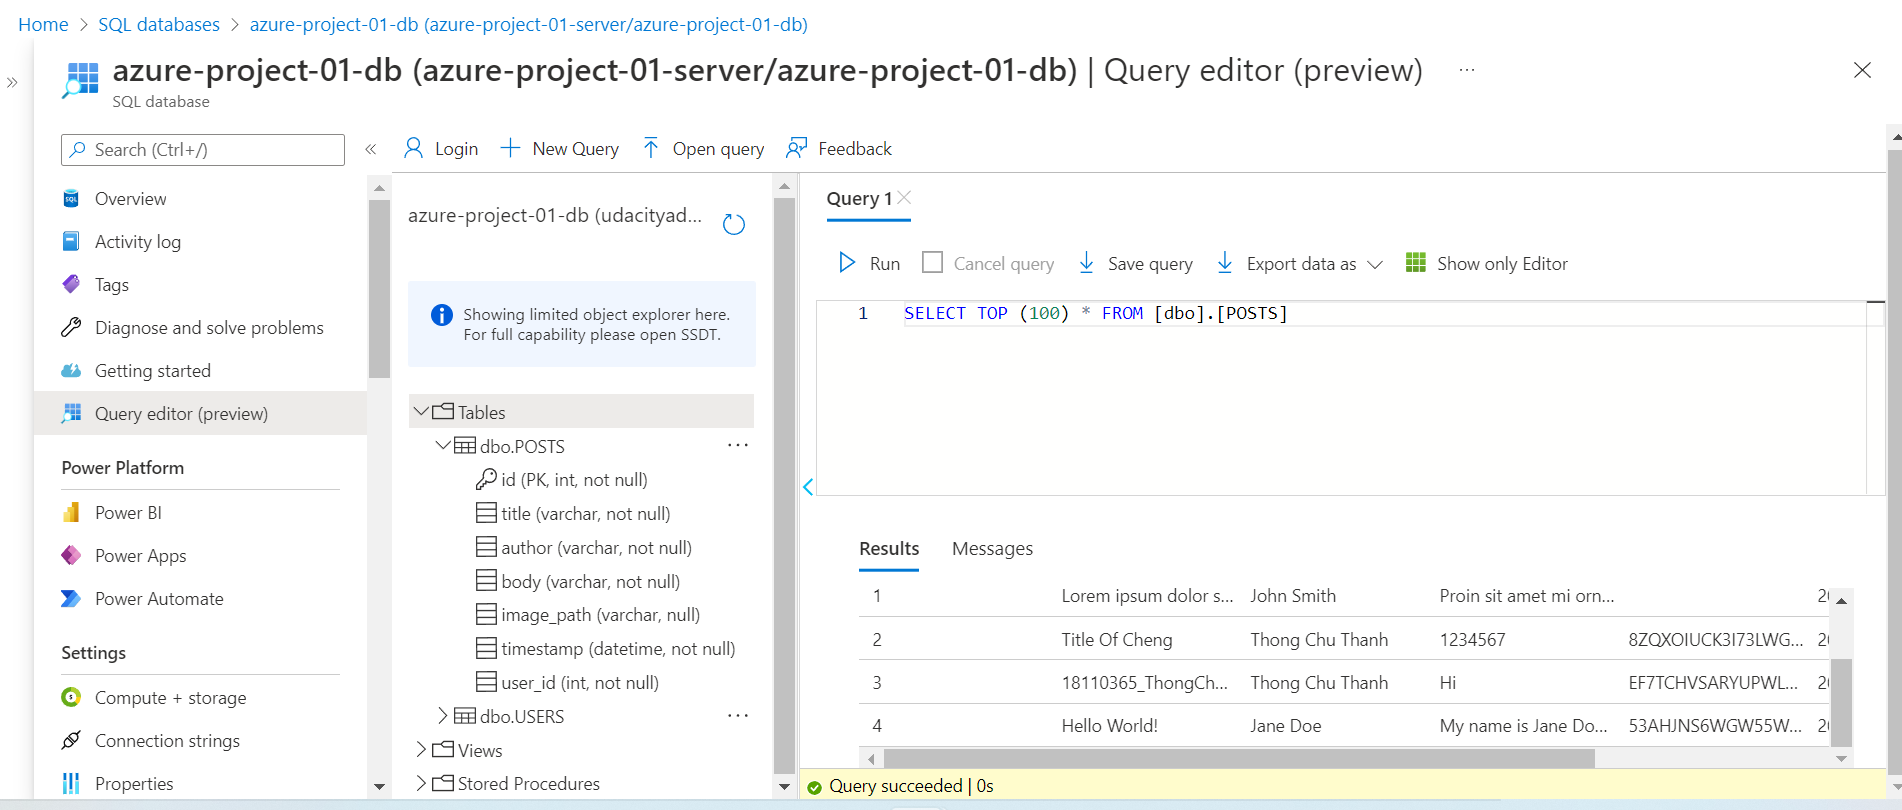 Home > SQL databases > azure-project-01-db (azure-project-01-server/azure-project-01-db)
azure-project-01-db (azure-project-01-server/azure-project-01-db) | Query editor (preview) ...
SQL database
Search (Ctrl+/)
Overview
Activity log
Tags
Diagnose and solve problems
Getting started
Query editor (preview)
Power Platform
Power BI
Power Apps
Power Automate
Settings
Compute + storage
Connection strings
Properties
Login
New Query
Open query
Feedback
azure-project-01-db (udacityad...
Showing limited object explorer here.
For full capability please open SSDT.
Tables
dbo.POSTS ...
id (PK, int, not null)
title (varchar, not null)
author (varchar, not null)
body (varchar, not null)
image_path (varchar, null)
timestamp (datetime, not null)
user_id (int, not null)
dbo.USERS ...
Views
Stored Procedures
Query 1
Run
Cancel query
Save query
Export data as
Show only Editor
1 SELECT TOP (100) * FROM [dbo].[POSTS]
Results Messages
1 Lorem ipsum dolor s... John Smith Proin sit amet mi orn...
2 Title Of Cheng Thong Chu Thanh 1234567 8ZQXOIUCK3I73LWG...
3 18110365_ThongCh... Thong Chu Thanh Hi EF7TCHVSARYUPWL...
4 Hello World! Jane Doe My name is Jane Do... 53AHJNS6WGW55W...
Query succeeded | 0s